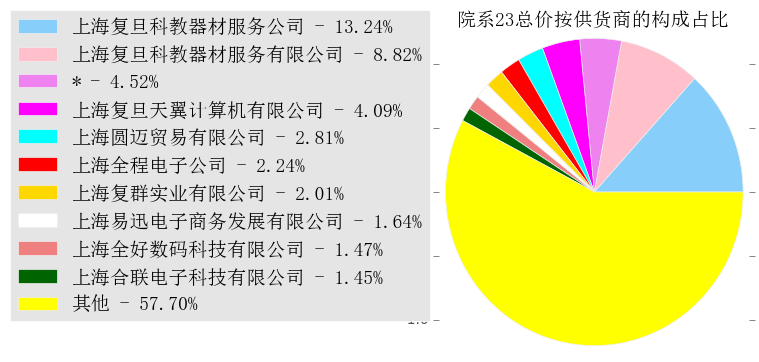 院系23总价按供货商的构成占比
上海复旦科教器材服务公司 - 13.24%
上海复旦科教器材服务有限公司 - 8.82%
* - 4.52%
上海复旦天翼计算机有限公司 - 4.09%
上海圆迈贸易有限公司 - 2.81%
上海全程电子公司 - 2.24%
上海复群实业有限公司 - 2.01%
上海易迅电子商务发展有限公司 - 1.64%
上海全好数码科技有限公司 - 1.47%
上海合联电子科技有限公司 - 1.45%
其他 - 57.70%